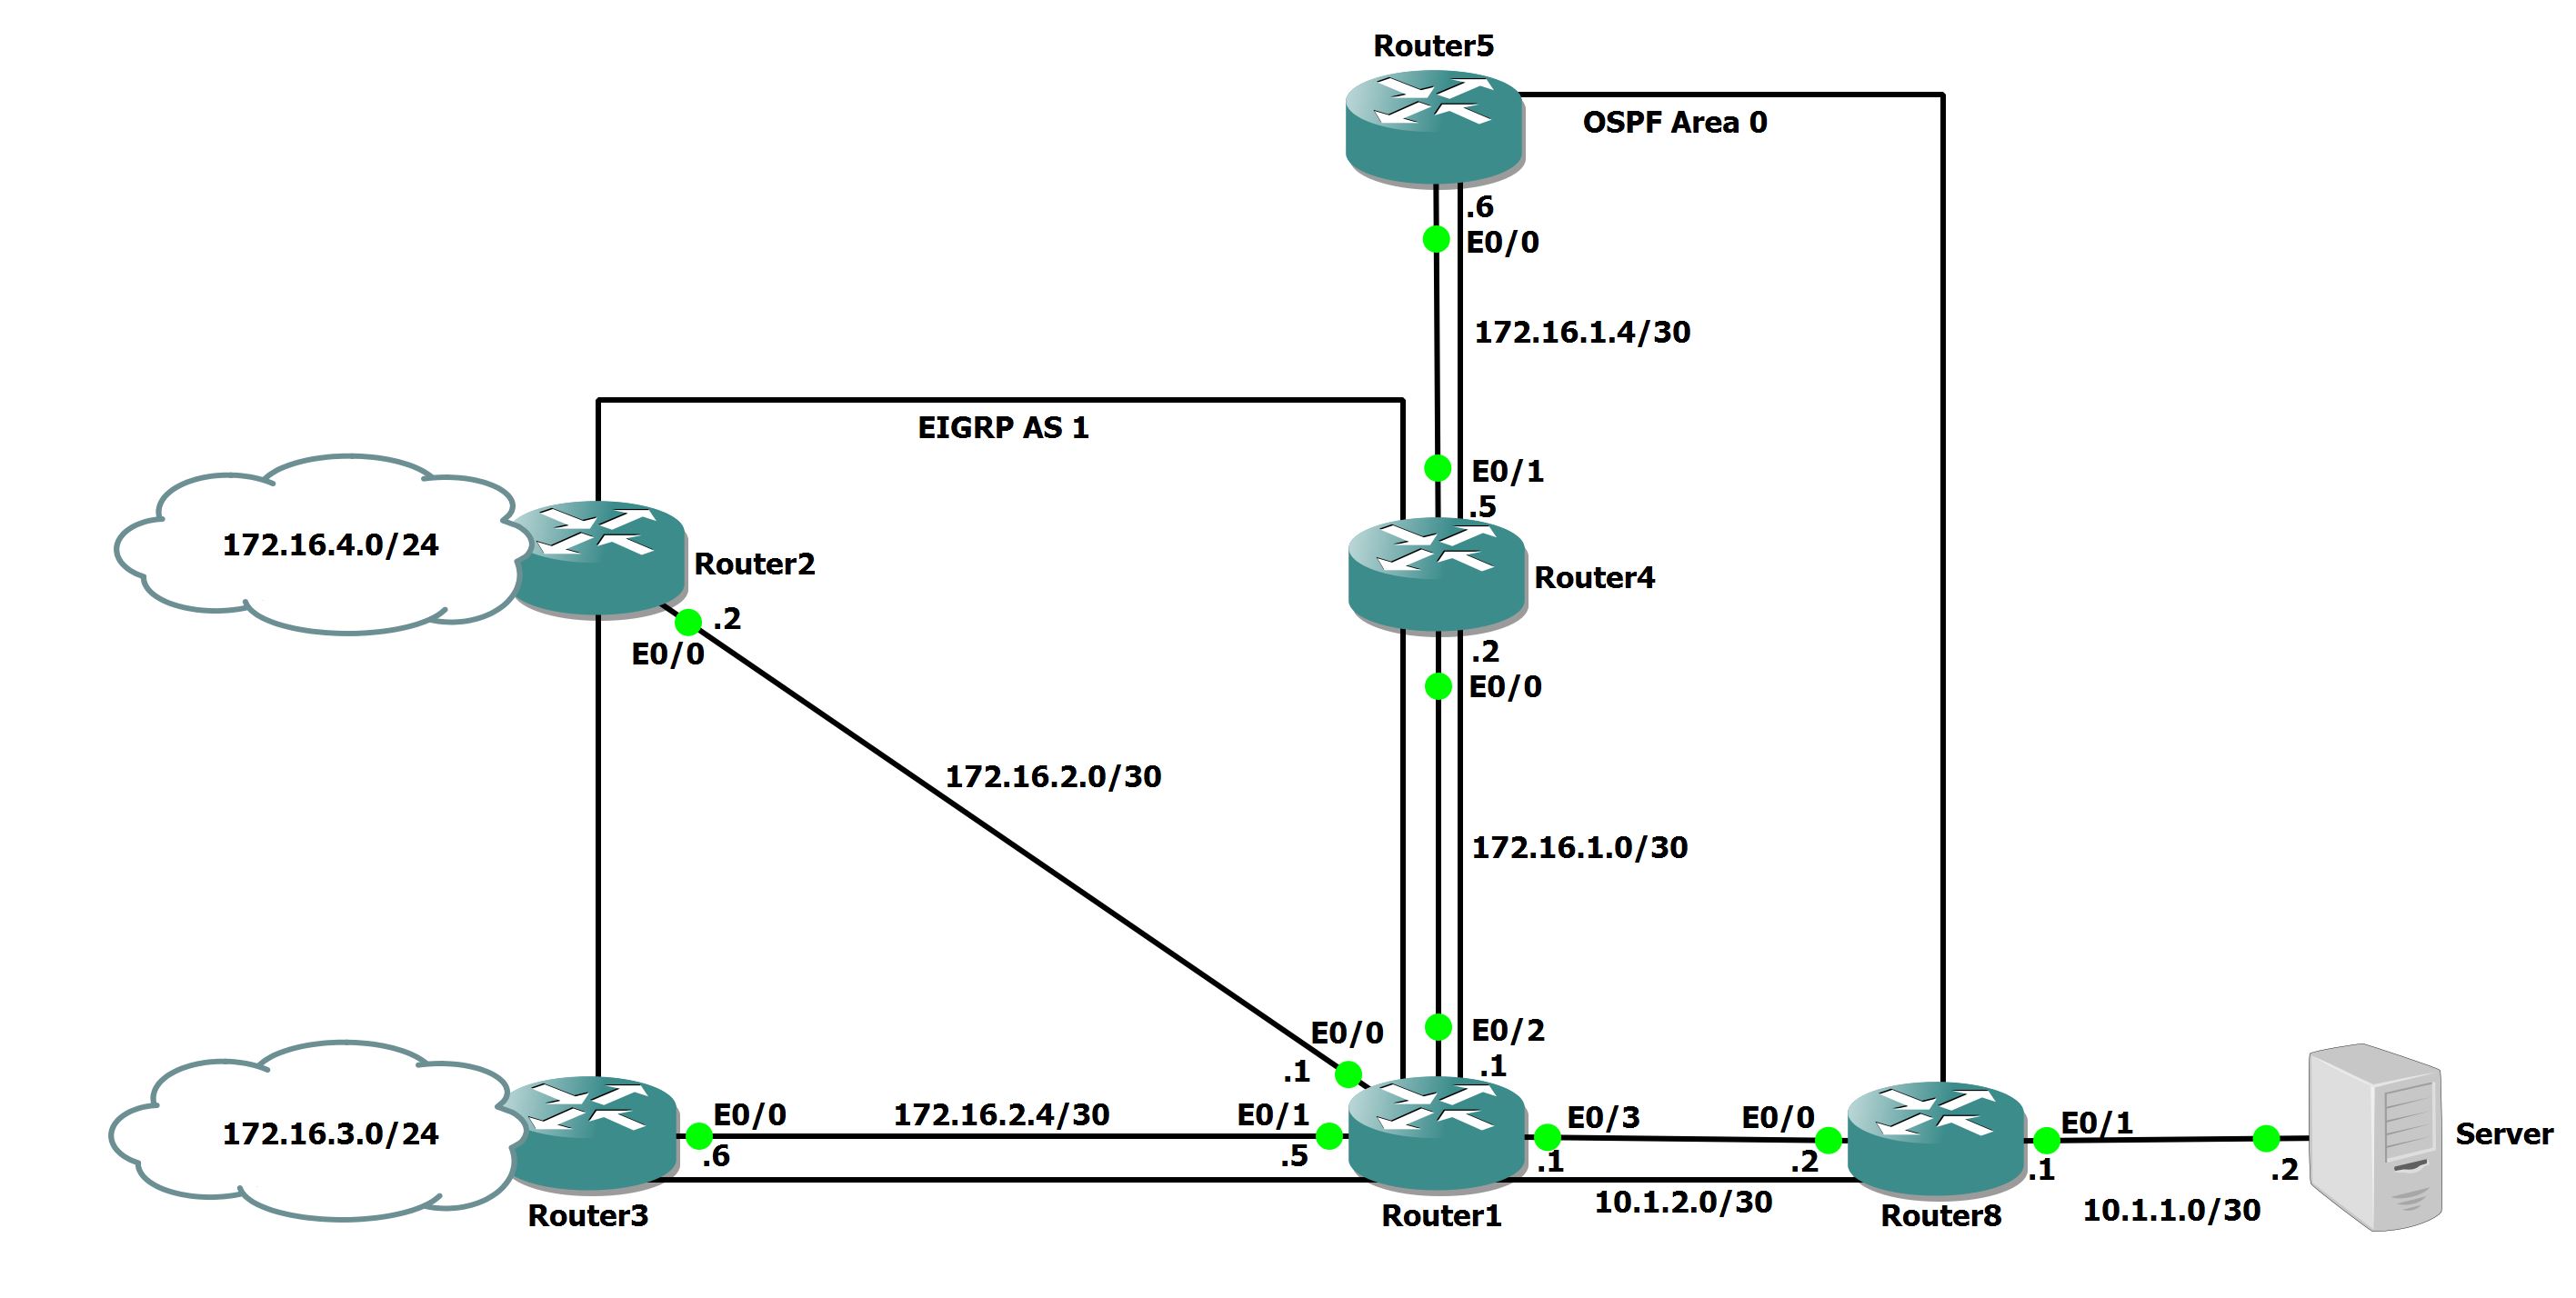 Router5
OSPF Area 0
.6
E0/0
172.16.1.4/30
EIGRP AS 1
E0/1
.5
172.16.4.0/24
Router2
Router4
.2
E0/0
.2
E0/0
172.16.2.0/30
172.16.1.0/30
E0/0
.1
E0/2
.1
172.16.3.0/24
E0/0
.6
172.16.2.4/30
E0/1
.5
E0/3
.1
E0/0
.2
E0/1
.1
.2
Server
Router3
Router1
10.1.2.0/30
Router8
10.1.1.0/30